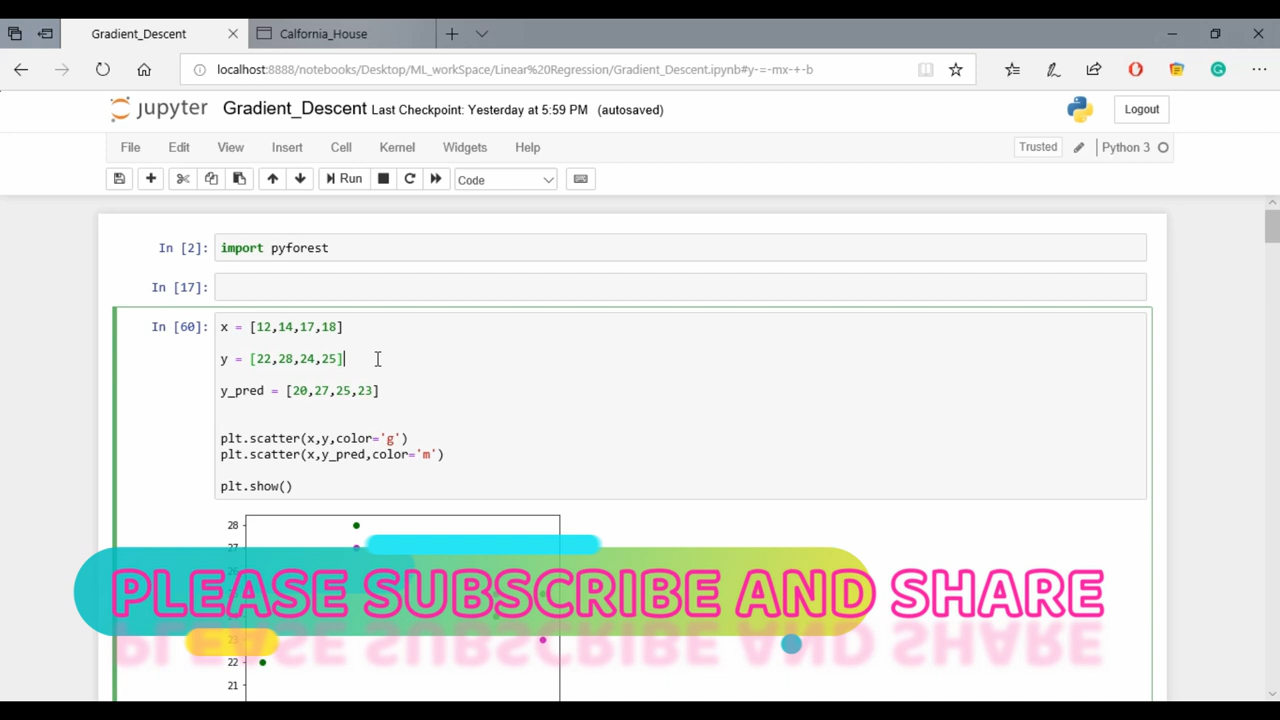 Gradient_Descent
Calfornia_House
localhost:8888/notebooks/Desktop/ML_workSpace/Linear%20Regression/Gradient_Descent.ipynb#y-=-mx-+-b
jupyter Gradient_Descent Last Checkpoint: Yesterday at 5:59 PM (autosaved)
Logout
File Edit View Insert Cell Kernel Widgets Help
Trusted
Python 3
Run
Code
In [2]: import pyforest
In [17]:
In [60]: x = [12,14,17,18]
y = [22,28,24,25]
y_pred = [20,27,25,23]
plt.scatter(x,y,color='g')
plt.scatter(x,y_pred,color='m')
plt.show()
28
27
PLEASE SUBSCRIBE AND SHARE
22
21